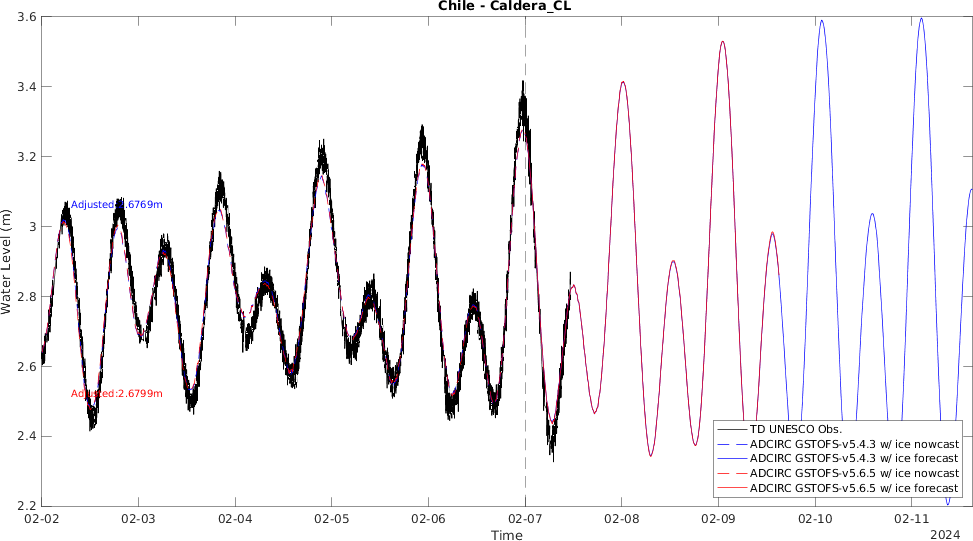 Chile - Caldera_CL
3.6
3.4
3.2
3
2.8
2.6
2.4
2.2
Water Level (m)
Adjusted:2.6769m
Adjusted:2.6799m
TD UNESCO Obs.
ADCIRC GSTOFS-v5.4.3 w/ ice nowcast
ADCIRC GSTOFS-v5.4.3 w/ ice forecast
ADCIRC GSTOFS-v5.6.5 w/ ice nowcast
ADCIRC GSTOFS-v5.6.5 w/ ice forecast
02-02 02-03 02-04 02-05 02-06 02-07 02-08 02-09 02-10 02-11
Time
2024